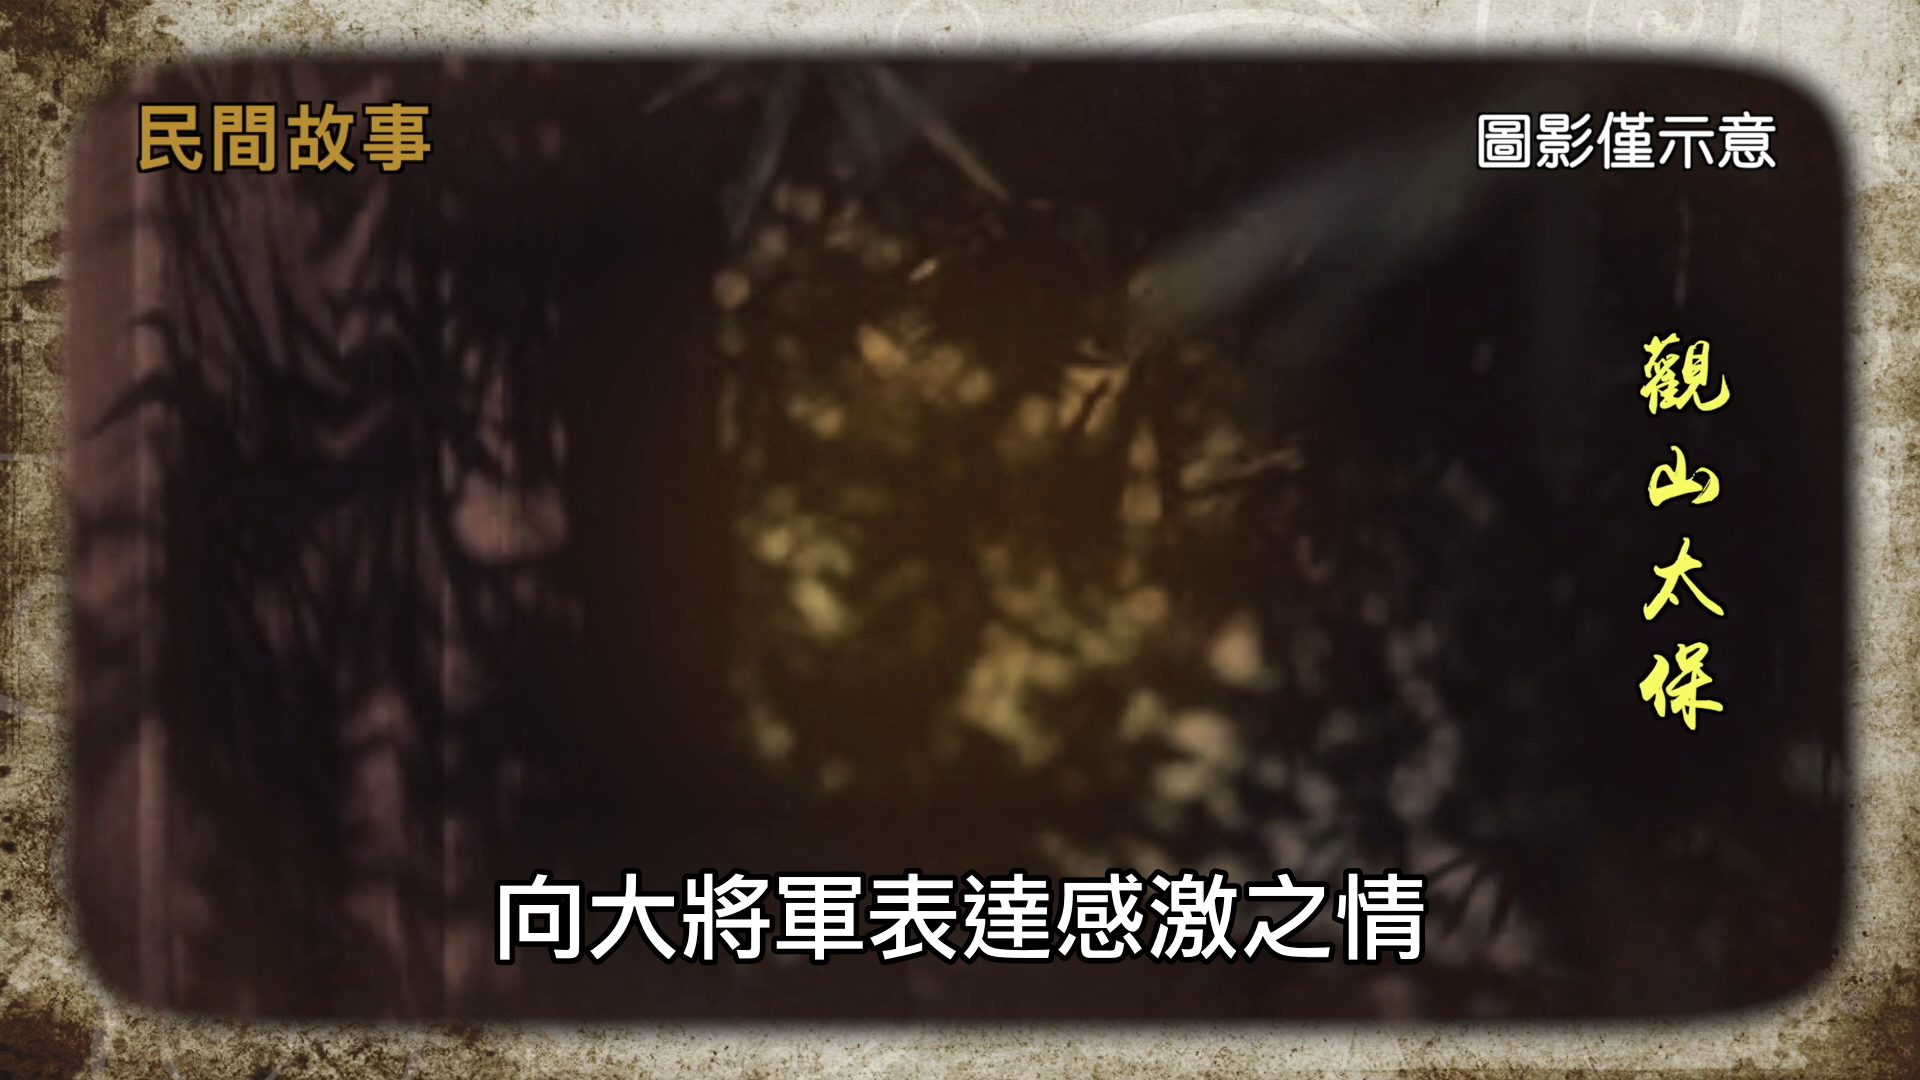 民間故事
圖影僅示意
觀山太保
向大將軍表達感激之情